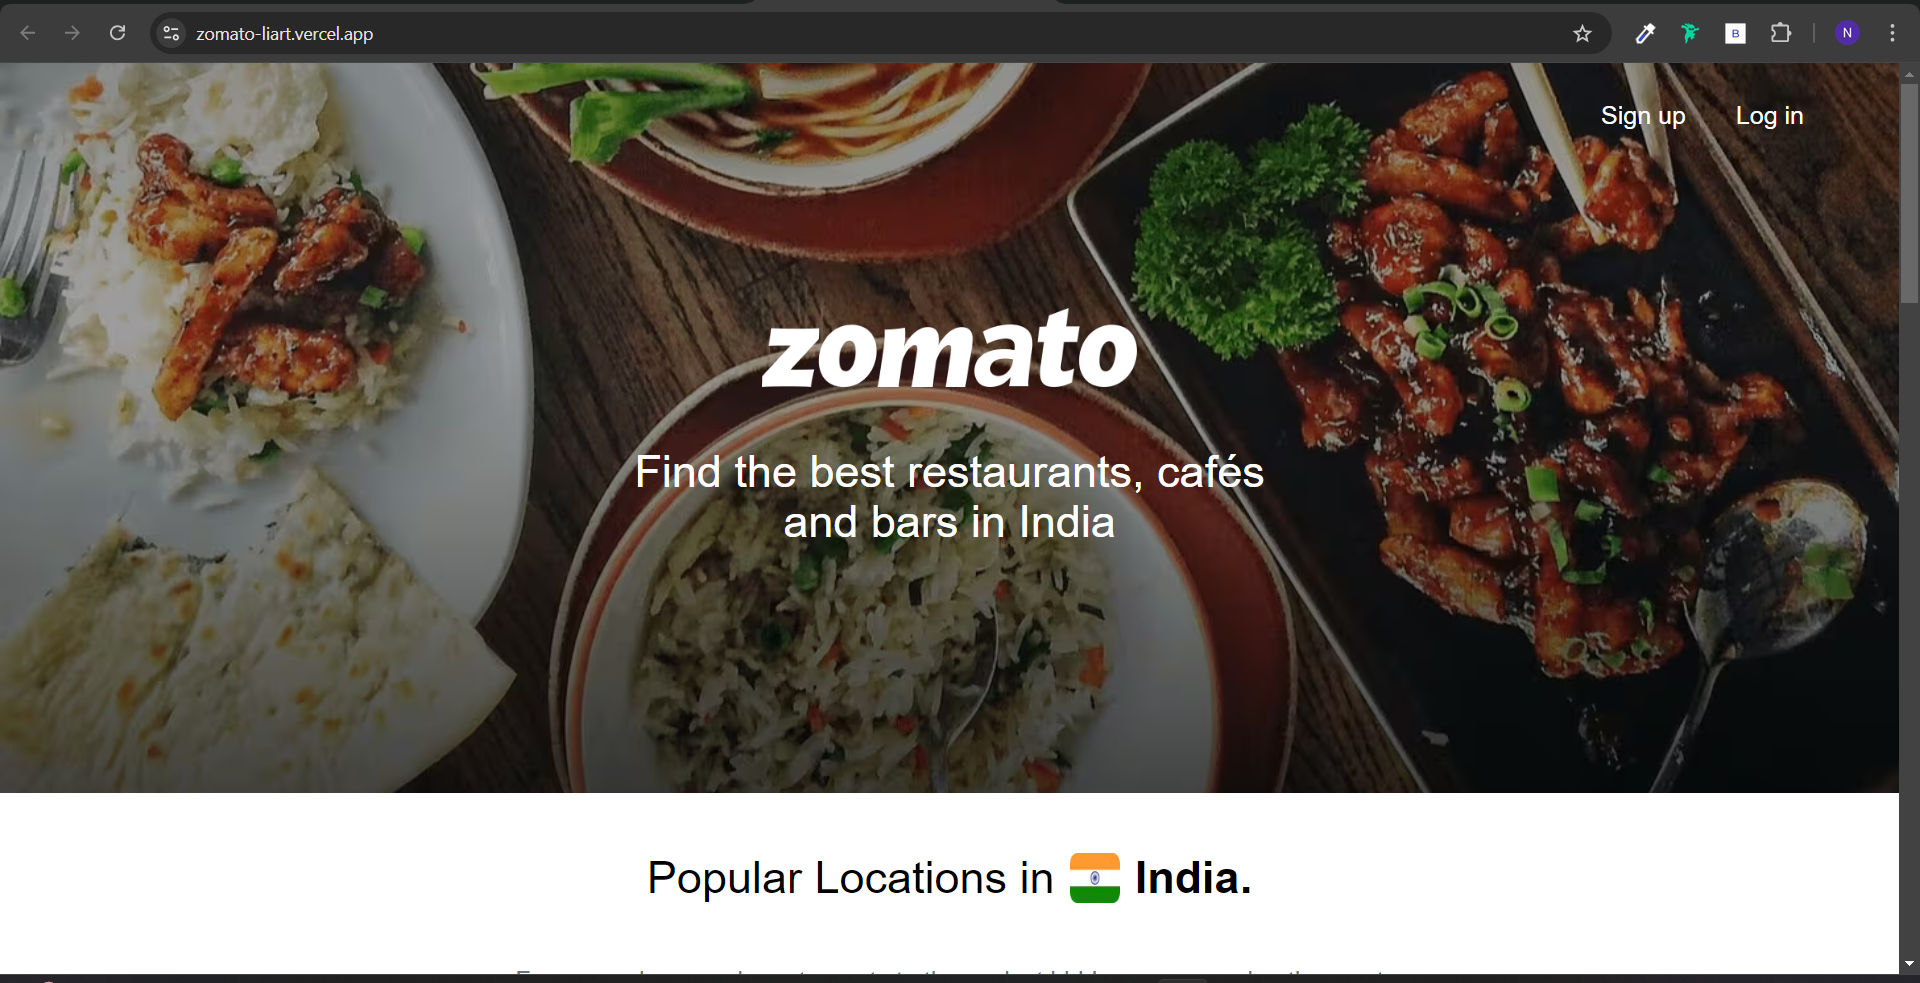 zomato-liart.vercel.app
B
N
Sign up Log in
zomato
Find the best restaurants, cafés
and bars in India
Popular Locations in India.